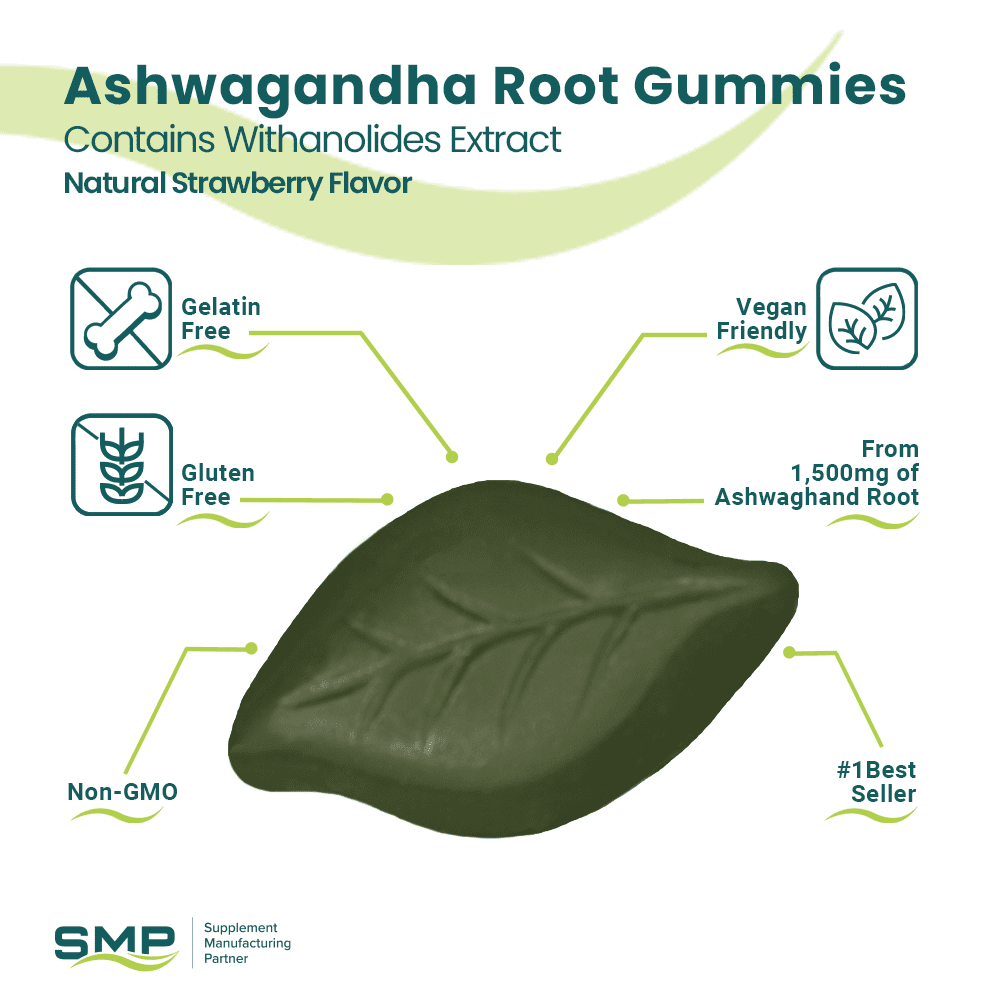 Ashwagandha Root Gummies
Contains Withanolides Extract
Natural Strawberry Flavor
Gelatin
Free
Vegan
Friendly
Gluten
Free
From
1,500mg of
Ashwaghand Root
Non-GMO
#1Best
Seller
SMP
Supplement
Manufacturing
Partner